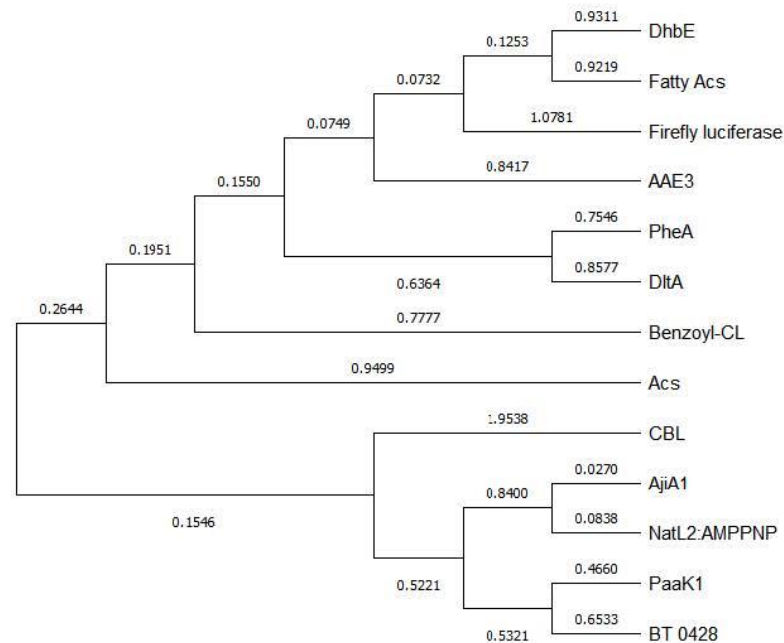 0.9311
DhbE
0.1253
0.9219
Fatty Acs
0.0732
1.0781
Firefly luciferase
0.0749
0.8417
AAE3
0.1550
0.7546
PheA
0.1951
0.8577
DltA
0.6364
0.2644
0.7777
Benzoyl-CL
0.9499
Acs
1.9538
CBL
0.0270
AjiA1
0.8400
0.0838
NatL2:AMPPNP
0.1546
0.4660
PaaK1
0.5221
0.6533
BT 0428
0.5321